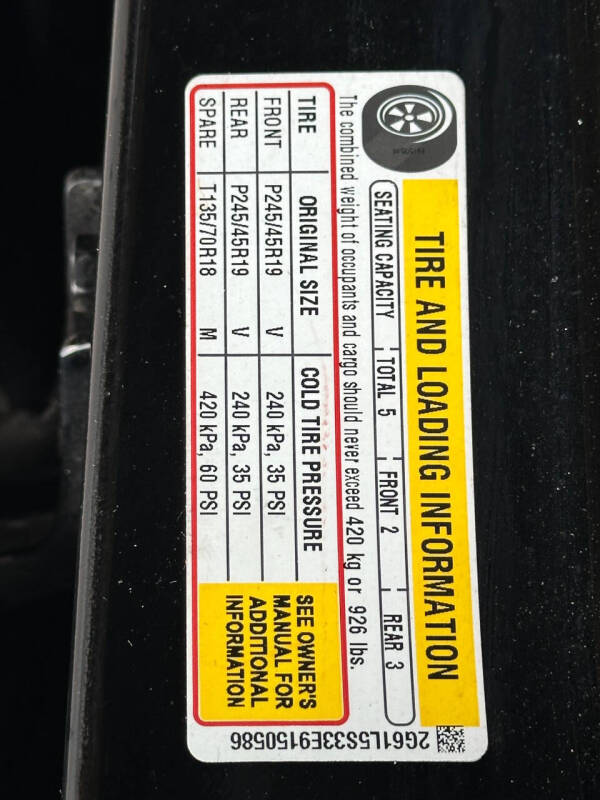 TIRE AND LOADING INFORMATION
SEATING CAPACITY TOTAL 5 FRONT 2 REAR 3
The combined weight of occupants and cargo should never exceed 420 kg or 926 lbs.
TIRE ORIGINAL SIZE COLD TIRE PRESSURE
FRONT P245/45R19 V 240 kPa, 35 PSI
REAR P245/45R19 V 240 kPa, 35 PSI
SPARE T135/70R18 M 420 kPa, 60 PSI
SEE OWNER'S
MANUAL FOR
ADDITIONAL
INFORMATION
2G61L5S33E9150586